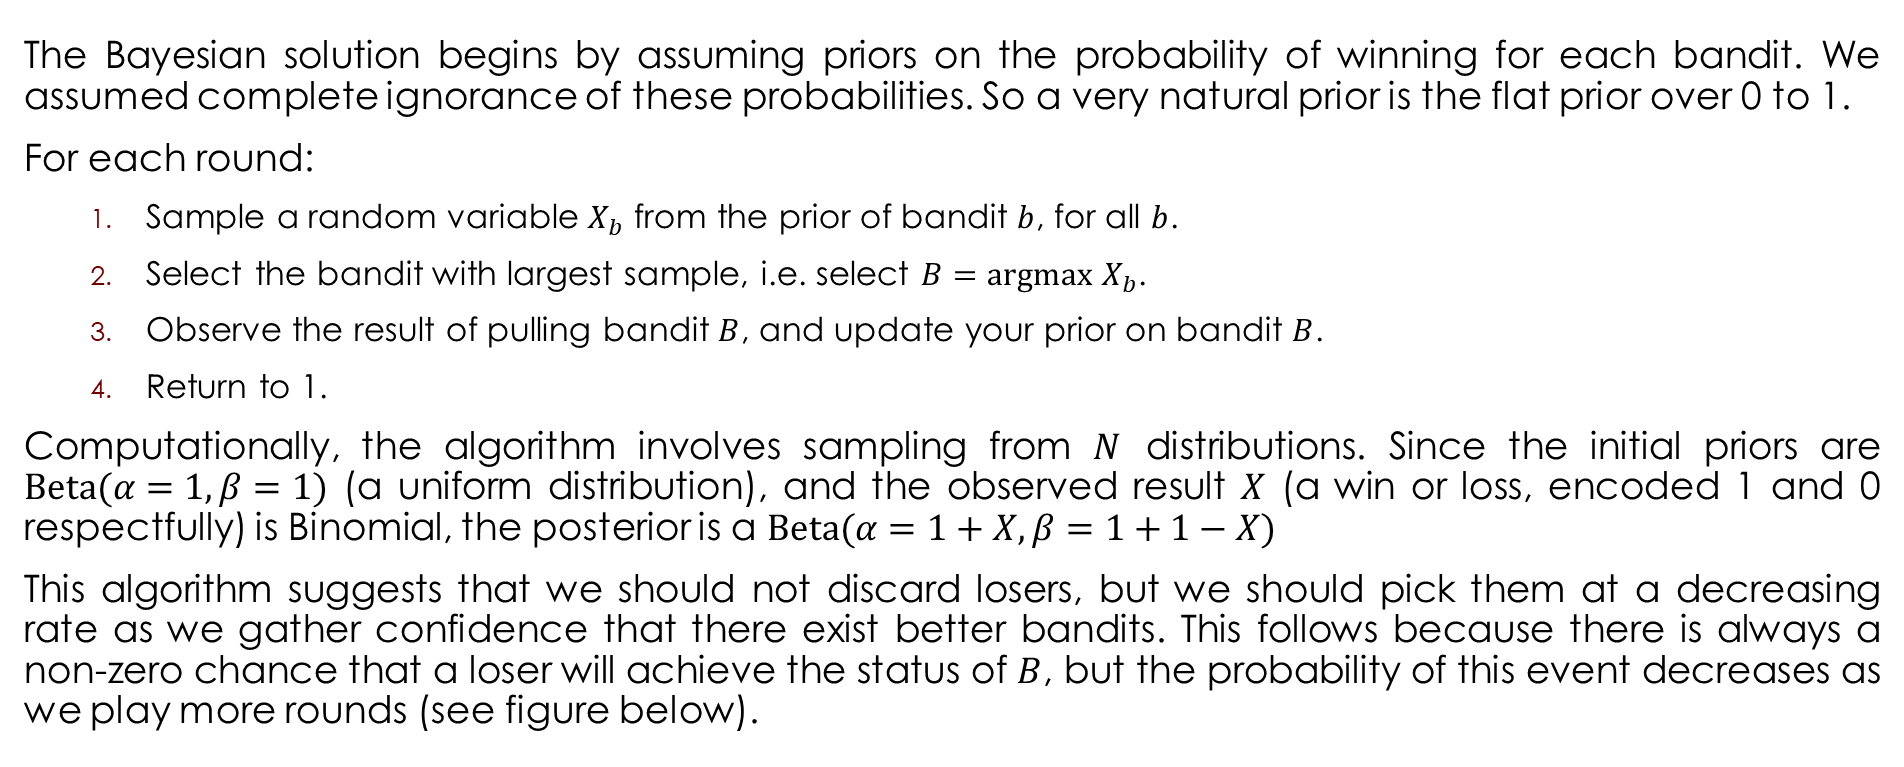 The Bayesian solution begins by assuming priors on the probability of winning for each bandit. We
assumed complete ignorance of these probabilities. So a very natural prior is the flat prior over 0 to 1.
For each round:
1. Sample a random variable X_b from the prior of bandit b, for all b.
2. Select the bandit with largest sample, i.e. select B = argmax X_b.
3. Observe the result of pulling bandit B, and update your prior on bandit B.
4. Return to 1.
Computationally, the algorithm involves sampling from N distributions. Since the initial priors are
Beta(α = 1, β = 1) (a uniform distribution), and the observed result X (a win or loss, encoded 1 and 0
respectfully) is Binomial, the posterior is a Beta(α = 1 + X, β = 1 + 1 − X)
This algorithm suggests that we should not discard losers, but we should pick them at a decreasing
rate as we gather confidence that there exist better bandits. This follows because there is always a
non-zero chance that a loser will achieve the status of B, but the probability of this event decreases as
we play more rounds (see figure below).